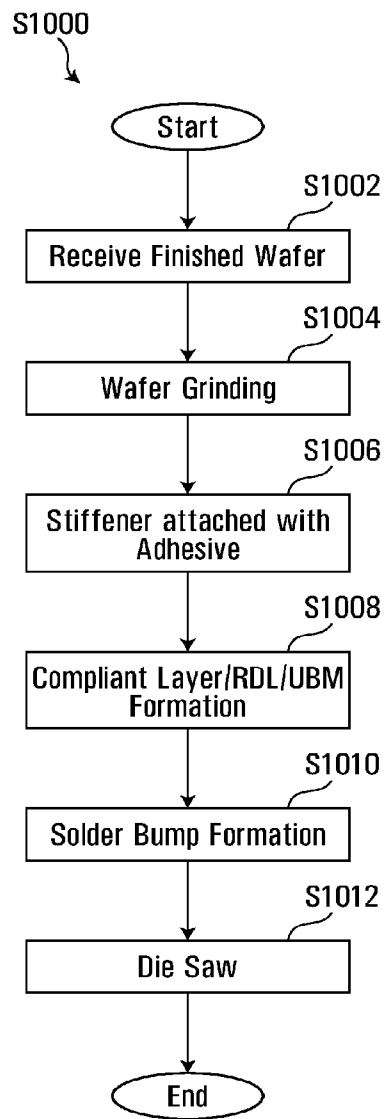 S1000
Start
S1002
Receive Finished Wafer
S1004
Wafer Grinding
S1006
Stiffener attached with
Adhesive
S1008
Compliant Layer/RDL/UBM
Formation
S1010
Solder Bump Formation
S1012
Die Saw
End